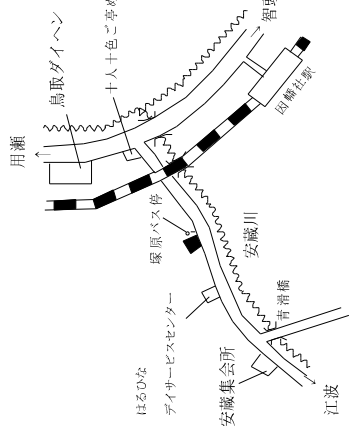 用瀬
鳥取ダイヘン
十人十色ご亭め
智頭
因幡社駅
塚原バス停
安蔵川
はるひな
デイサービスセンター
青滑橋
安蔵集会所
江波